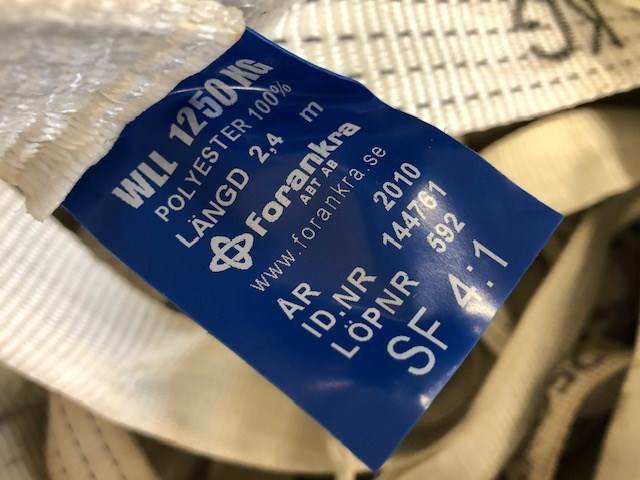 WLL 1250 KG
POLYESTER 100%
LÄNGD 2,4 m
Forankra
ABT AB
www.forankra.se
ÅR 2010
ID.NR 144761
LÖPNR 592
SF 4:1
KG